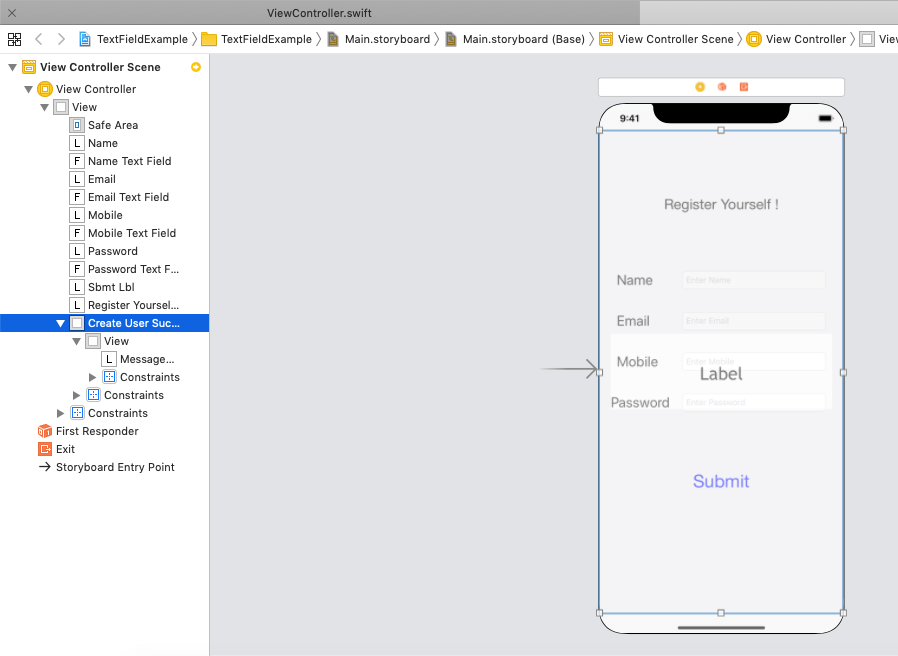 ViewController.swift
TextFieldExample TextFieldExample Main.storyboard Main.storyboard (Base) View Controller Scene View Controller View
View Controller Scene
View Controller
View
Safe Area
L Name
F Name Text Field
L Email
F Email Text Field
L Mobile
F Mobile Text Field
L Password
F Password Text F...
L Sbmt Lbl
L Register Yoursel...
Create User Suc...
View
L Message...
Constraints
Constraints
Constraints
First Responder
Exit
Storyboard Entry Point
9:41
Register Yourself !
Name Enter Name
Email Enter Email
Mobile Enter Mobile
Label
Password Enter Password
Submit